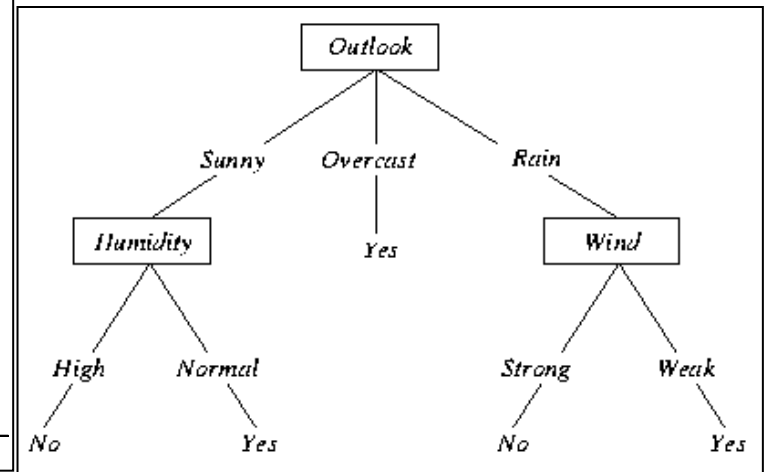 Outlook
Sunny Overcast Rain
Humidity Yes Wind
High Normal Strong Weak
No Yes No Yes